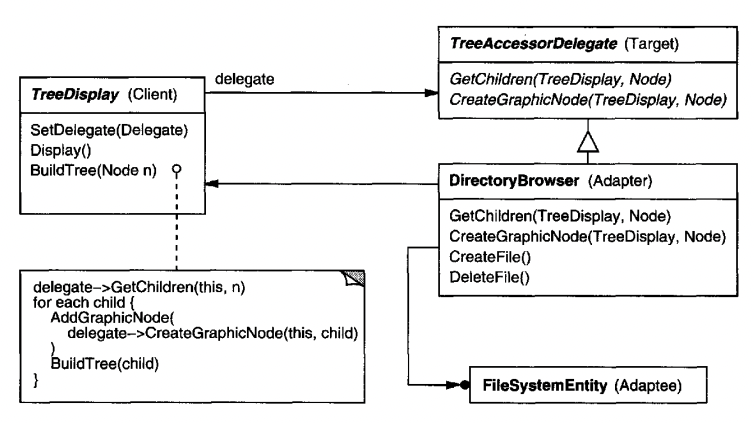 TreeAccessorDelegate (Target)
GetChildren(TreeDisplay, Node)
CreateGraphicNode(TreeDisplay, Node)
delegate
TreeDisplay (Client)
SetDelegate(Delegate)
Display()
BuildTree(Node n)
DirectoryBrowser (Adapter)
GetChildren(TreeDisplay, Node)
CreateGraphicNode(TreeDisplay, Node)
CreateFile()
DeleteFile()
delegate->GetChildren(this, n)
for each child {
AddGraphicNode(
delegate->CreateGraphicNode(this, child)
)
BuildTree(child)
}
FileSystemEntity (Adaptee)